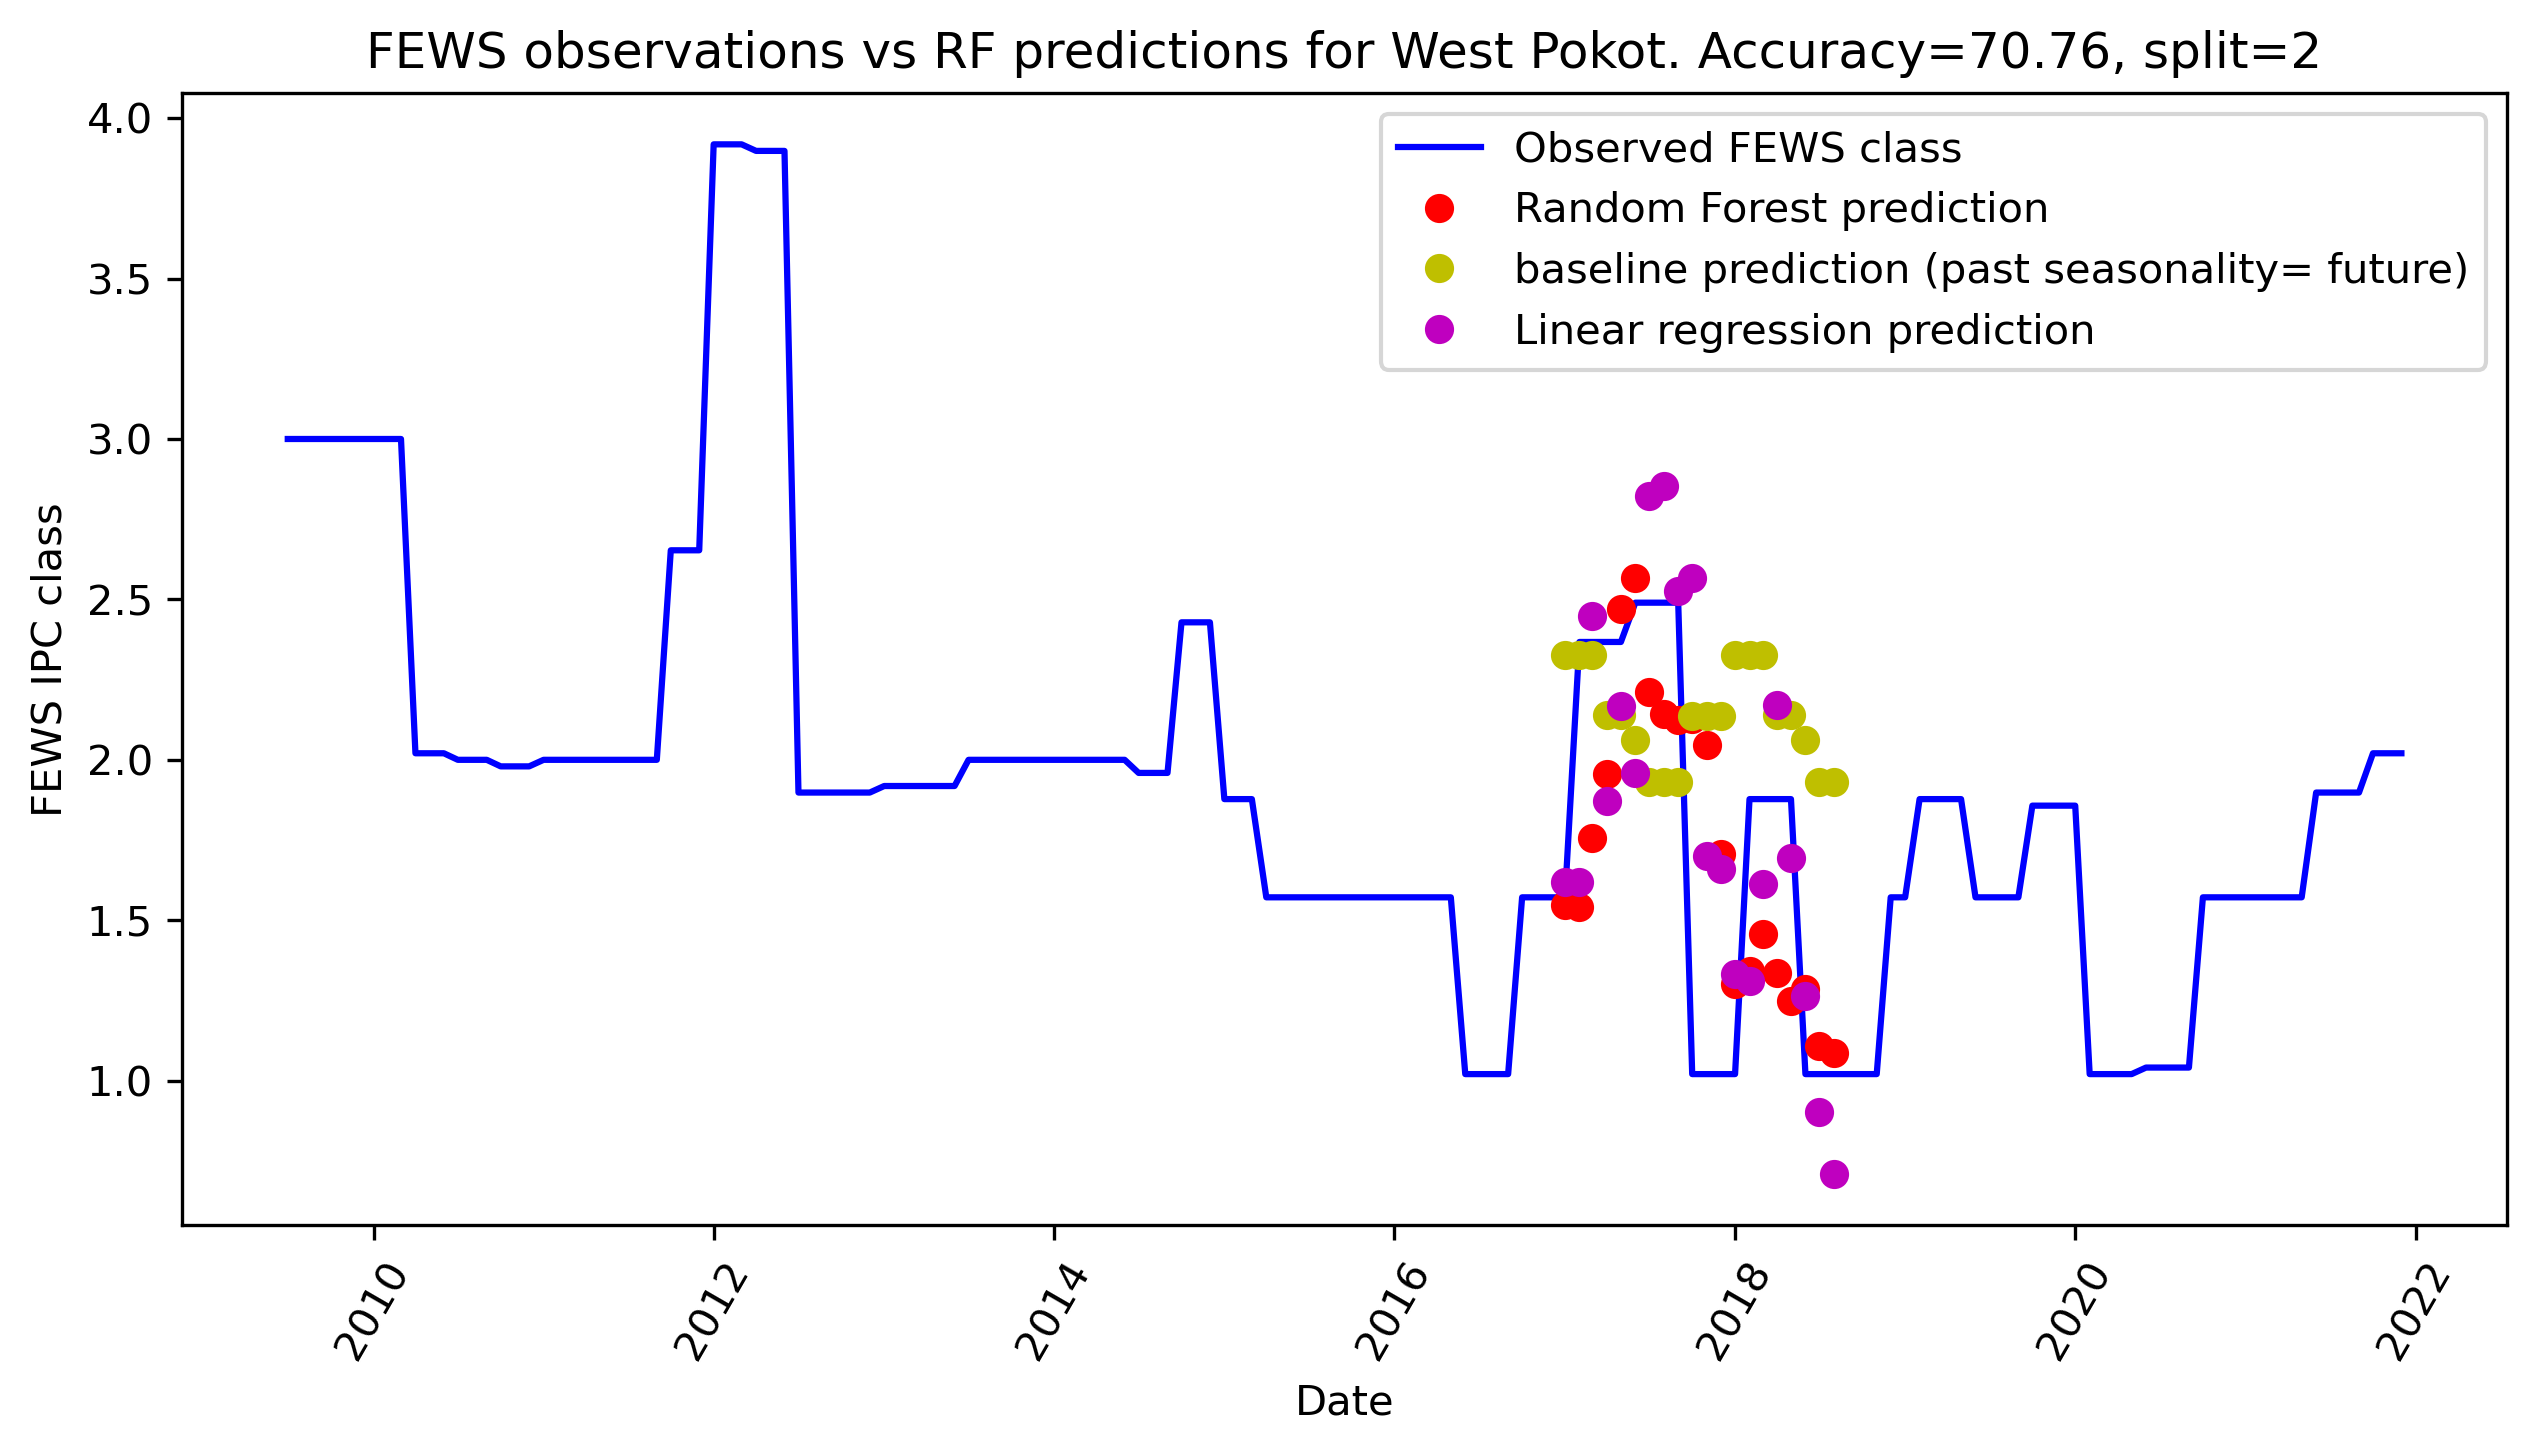 FEWS observations vs RF predictions for West Pokot. Accuracy=70.76, split=2
Observed FEWS class
Random Forest prediction
baseline prediction (past seasonality= future)
Linear regression prediction
FEWS IPC class
4.0
3.5
3.0
2.5
2.0
1.5
1.0
2010
2012
2014
2016
2018
2020
2022
Date